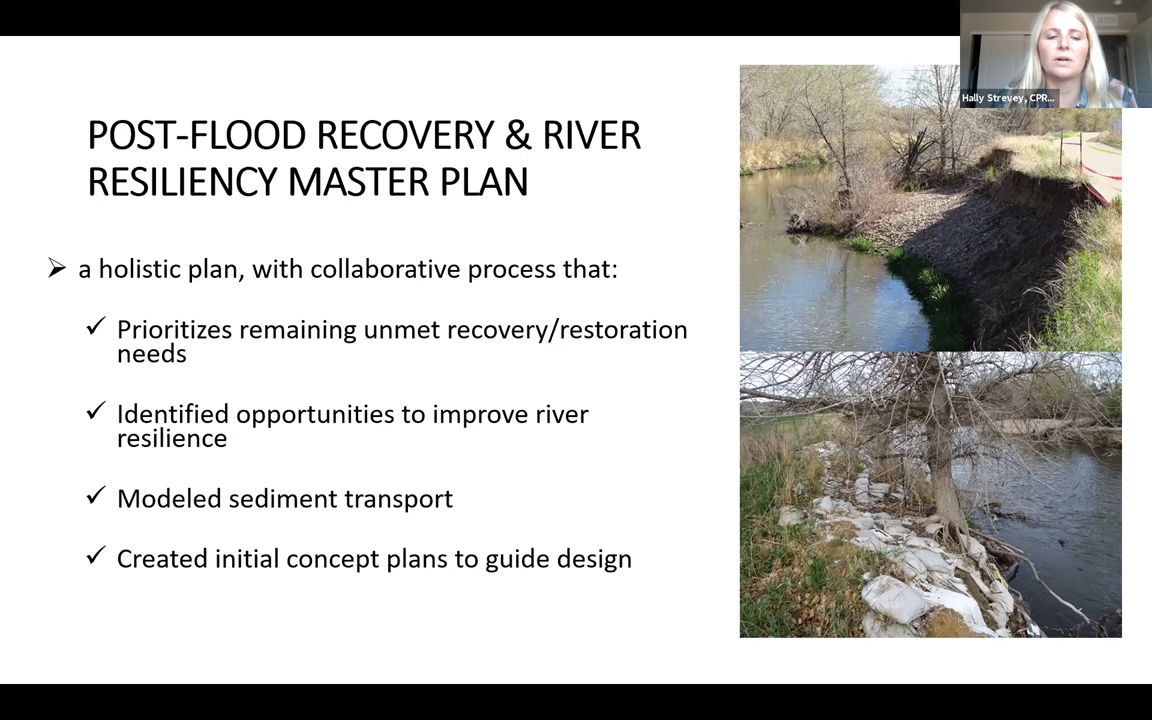 Hally Strevey, CPR...
POST-FLOOD RECOVERY & RIVER
RESILIENCY MASTER PLAN
➢ a holistic plan, with collaborative process that:
✓ Prioritizes remaining unmet recovery/restoration
needs
✓ Identified opportunities to improve river
resilience
✓ Modeled sediment transport
✓ Created initial concept plans to guide design